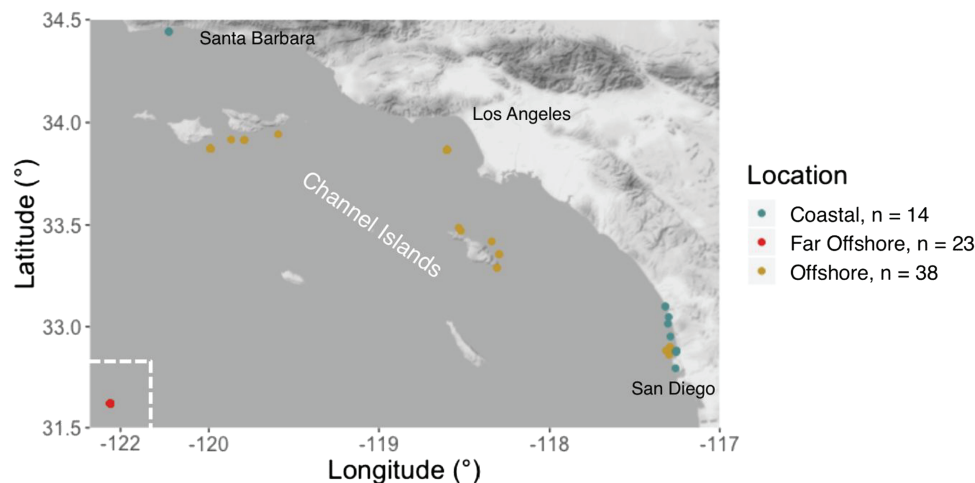 34.5
34.0
33.5
33.0
31.5
Latitude (°)
Santa Barbara
Los Angeles
Channel Islands
San Diego
-122
-120
-119
-118
-117
Longitude (°)
Location
Coastal, n = 14
Far Offshore, n = 23
Offshore, n = 38